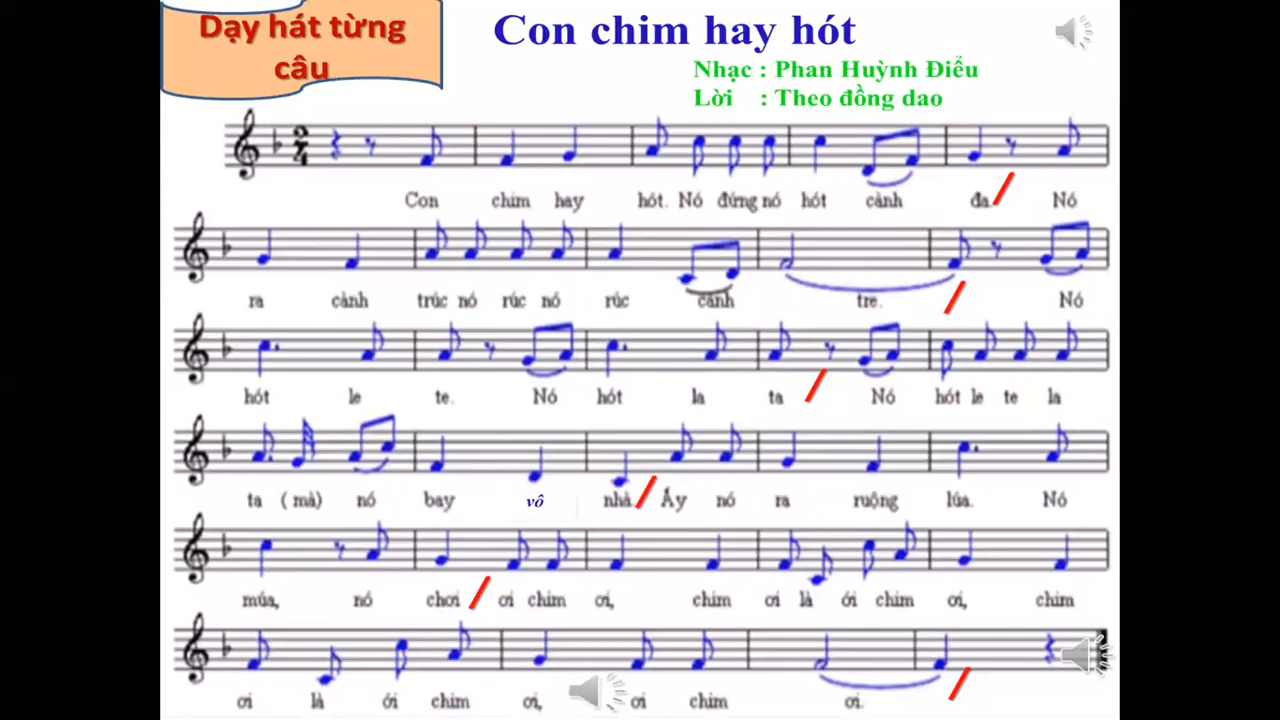 Dạy hát từng
câu
Con chim hay hót
Nhạc : Phan Huỳnh Điểu
Lời : Theo đồng dao
2
4
Con chim hay hót. Nó đứng nó hót cành đa. Nó
ra cành trúc nó rúc nó rúc cành tre. Nó
hót le te. Nó hót la ta Nó hót le te la
ta ( mà) nó bay vô nhà. Ấy nó ra ruộng lúa. Nó
múa, nó chơi ơi chim ơi, chim ơi là ới chim ơi, chim
ơi là ới chim ơi, ơi chim ơi.